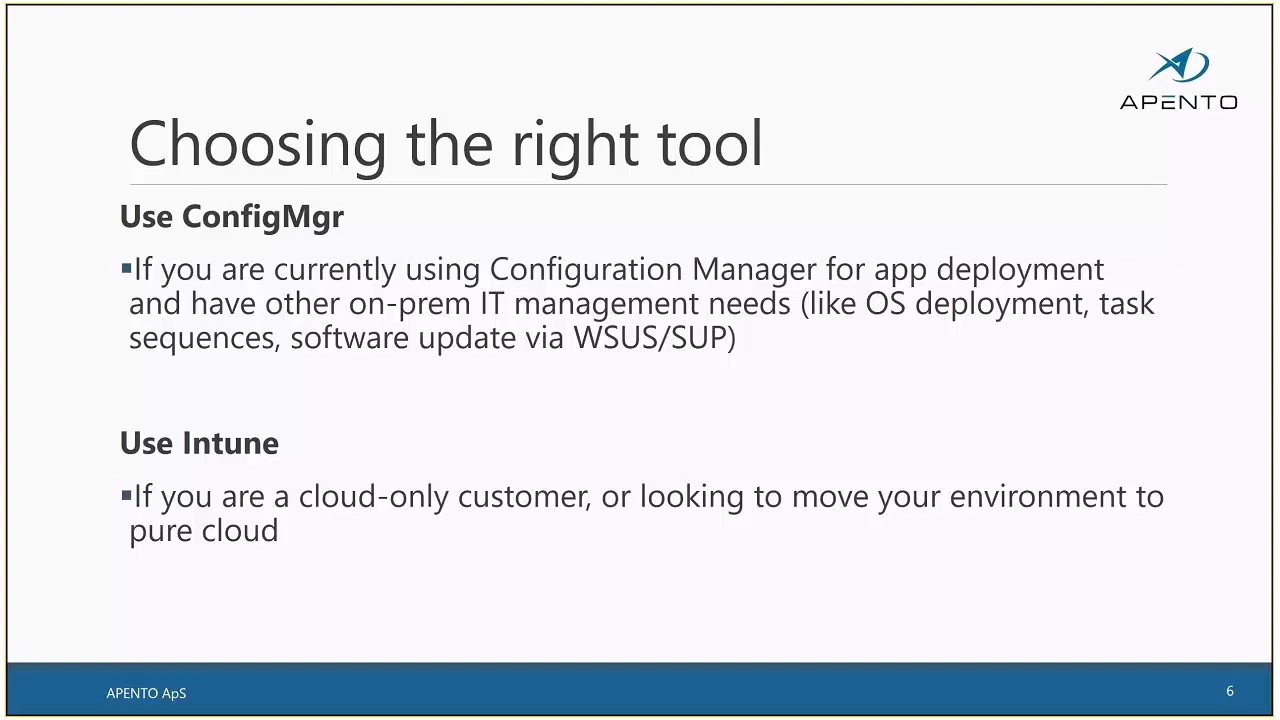 APENTO
Choosing the right tool
Use ConfigMgr
▪If you are currently using Configuration Manager for app deployment
and have other on-prem IT management needs (like OS deployment, task
sequences, software update via WSUS/SUP)
Use Intune
▪If you are a cloud-only customer, or looking to move your environment to
pure cloud
APENTO ApS
6